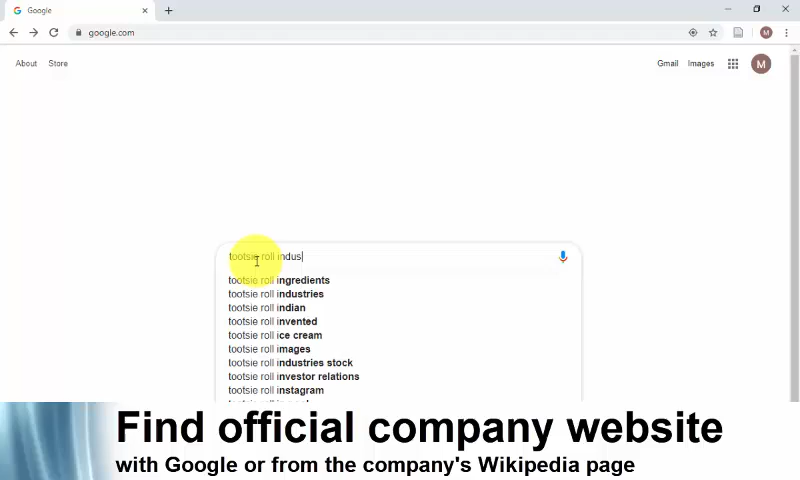 Google
google.com
About Store Gmail Images M
tootsie roll indus
tootsie roll ingredients
tootsie roll industries
tootsie roll indian
tootsie roll invented
tootsie roll ice cream
tootsie roll images
tootsie roll industries stock
tootsie roll investor relations
tootsie roll instagram
Find official company website
with Google or from the company's Wikipedia page